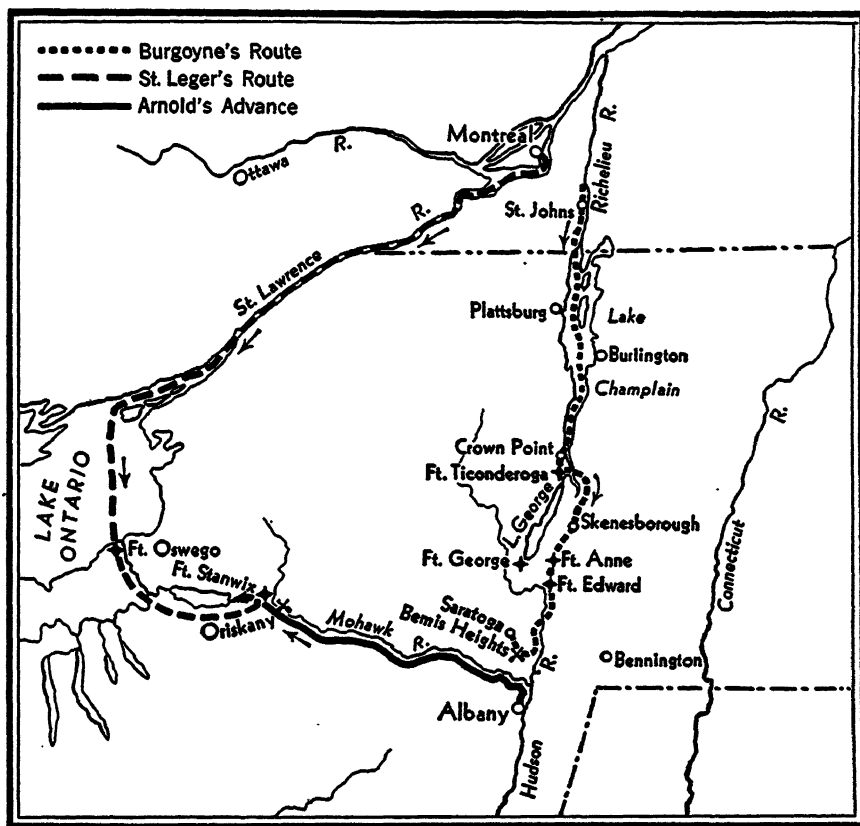 Burgoyne's Route
St. Leger's Route
Arnold's Advance
Montreal
R.
Ottawa
R.
Richelieu
St. Johns
R.
St. Lawrence
Plattsburg
Lake
Burlington
Champlain
R.
Crown Point
Ft. Ticonderoga
LAKE
ONTARIO
L. George
Skenesborough
Ft. Oswego
Ft. George
Ft. Anne
Ft. Stanwix
Ft. Edward
Connecticut
Oriskany
Mohawk
R.
Saratoga
Bemis Heights
R.
Bennington
Albany
Hudson